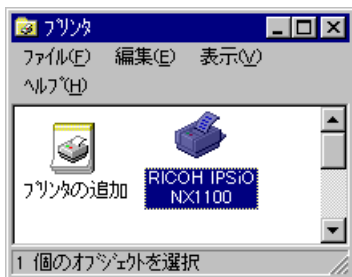 プリンタ
ファイル(F) 編集(E) 表示(V)
ヘルプ(H)
プリンタの追加
RICOH IPSiO
NX1100
1 個のオブジェクトを選択